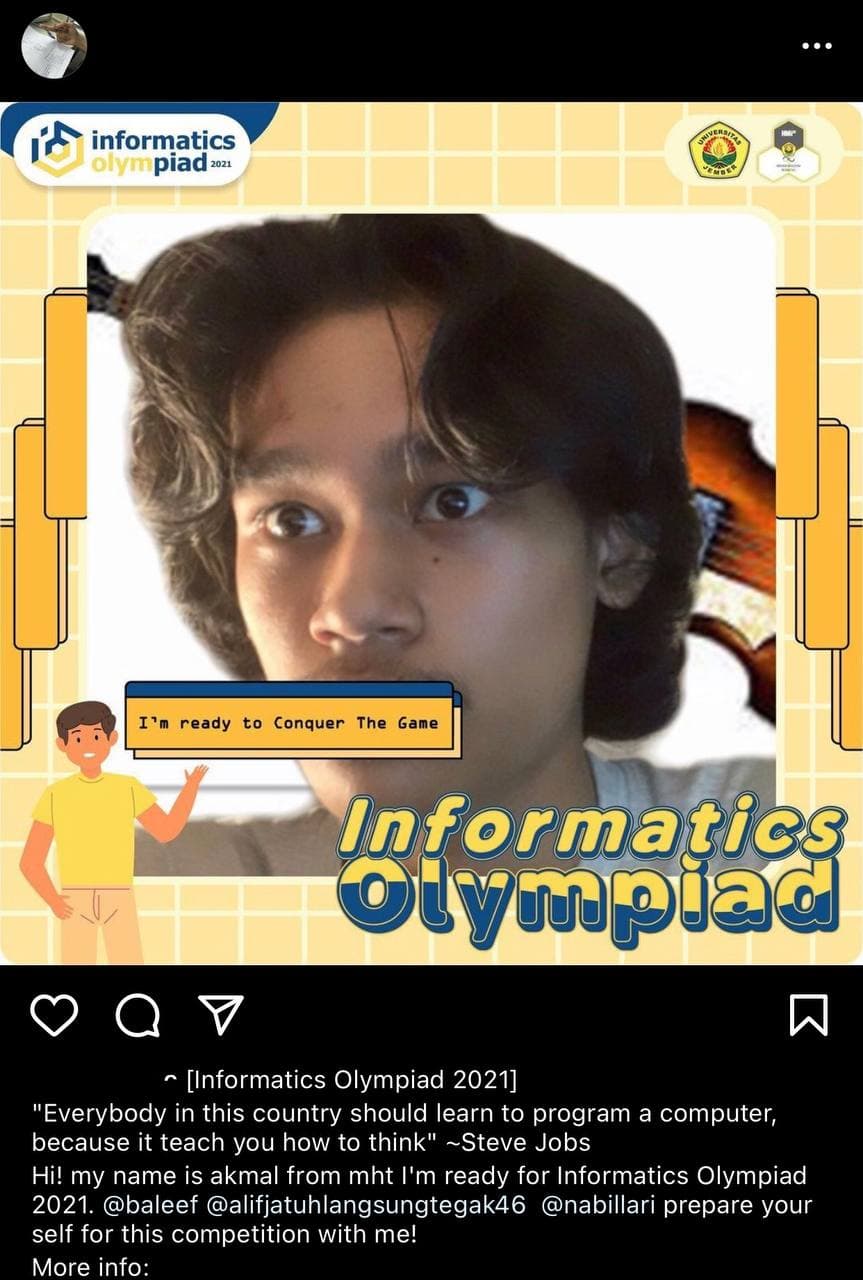 informatics
olympiad 2021
UNIVERSITAS
JEMBER
I'm ready to Conquer The Game
Informatics
Olympiad
[Informatics Olympiad 2021]
"Everybody in this country should learn to program a computer,
because it teach you how to think" ~Steve Jobs
Hi! my name is akmal from mht I'm ready for Informatics Olympiad
2021. @baleef @alifjatuhlangsungtegak46 @nabillari prepare your
self for this competition with me!
More info: